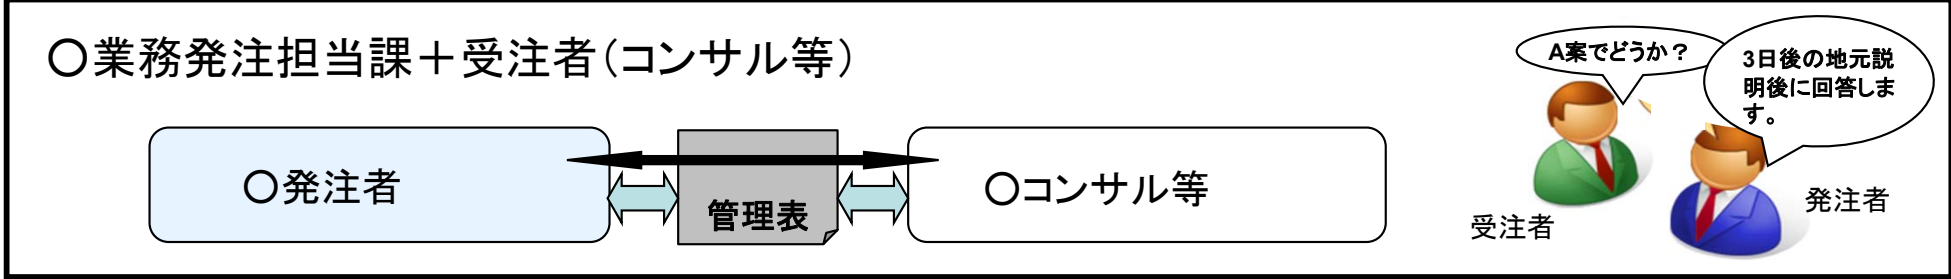 〇業務発注担当課＋受注者(コンサル等)
〇発注者
管理表
〇コンサル等
A案でどうか？
3日後の地元説
明後に回答しま
す。
受注者
発注者